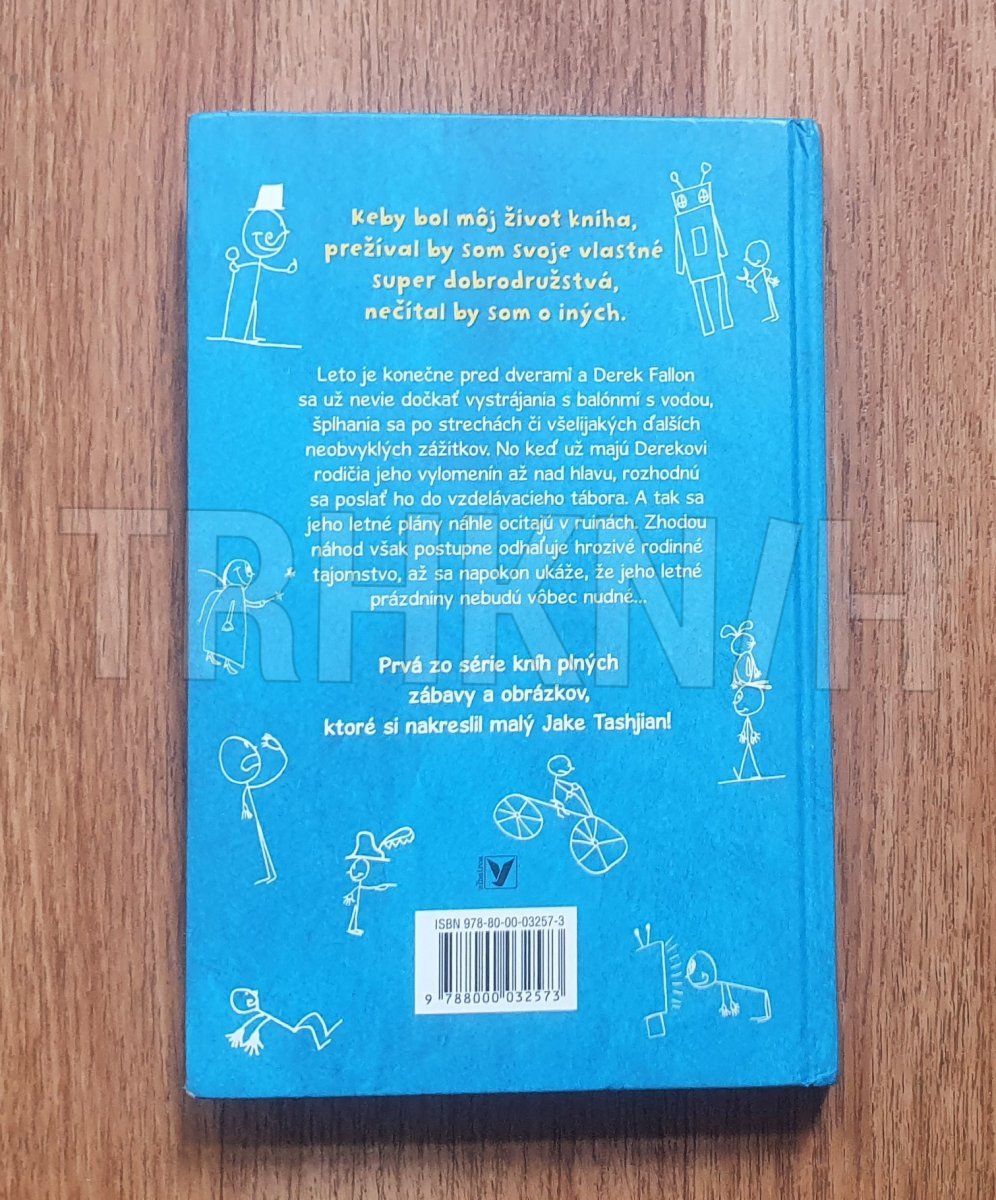 Keby bol môj život kniha,
prežíval by som svoje vlastné
super dobrodružstvá,
nečítal by som o iných.
Leto je konečne pred dverami a Derek Fallon
sa už nevie dočkať vystrájania s balónmi s vodou,
šplhania sa po strechách či všelijakých ďalších
neobvyklých zážitkov. No keď už majú Derekovi
rodičia jeho vylomenín až nad hlavu, rozhodnú
sa poslať ho do vzdelávacieho tábora. A tak sa
jeho letné plány náhle ocitajú v ruinách. Zhodou
náhod však postupne odhaľuje hrozivé rodinné
tajomstvo, až sa napokon ukáže, že jeho letné
prázdniny nebudú vôbec nudné...
TRHKNÍH
Prvá zo série kníh plných
zábavy a obrázkov,
ktoré si nakreslil malý Jake Tashjian!
albatros
ISBN 978-80-00-03257-3
9 788000 032573